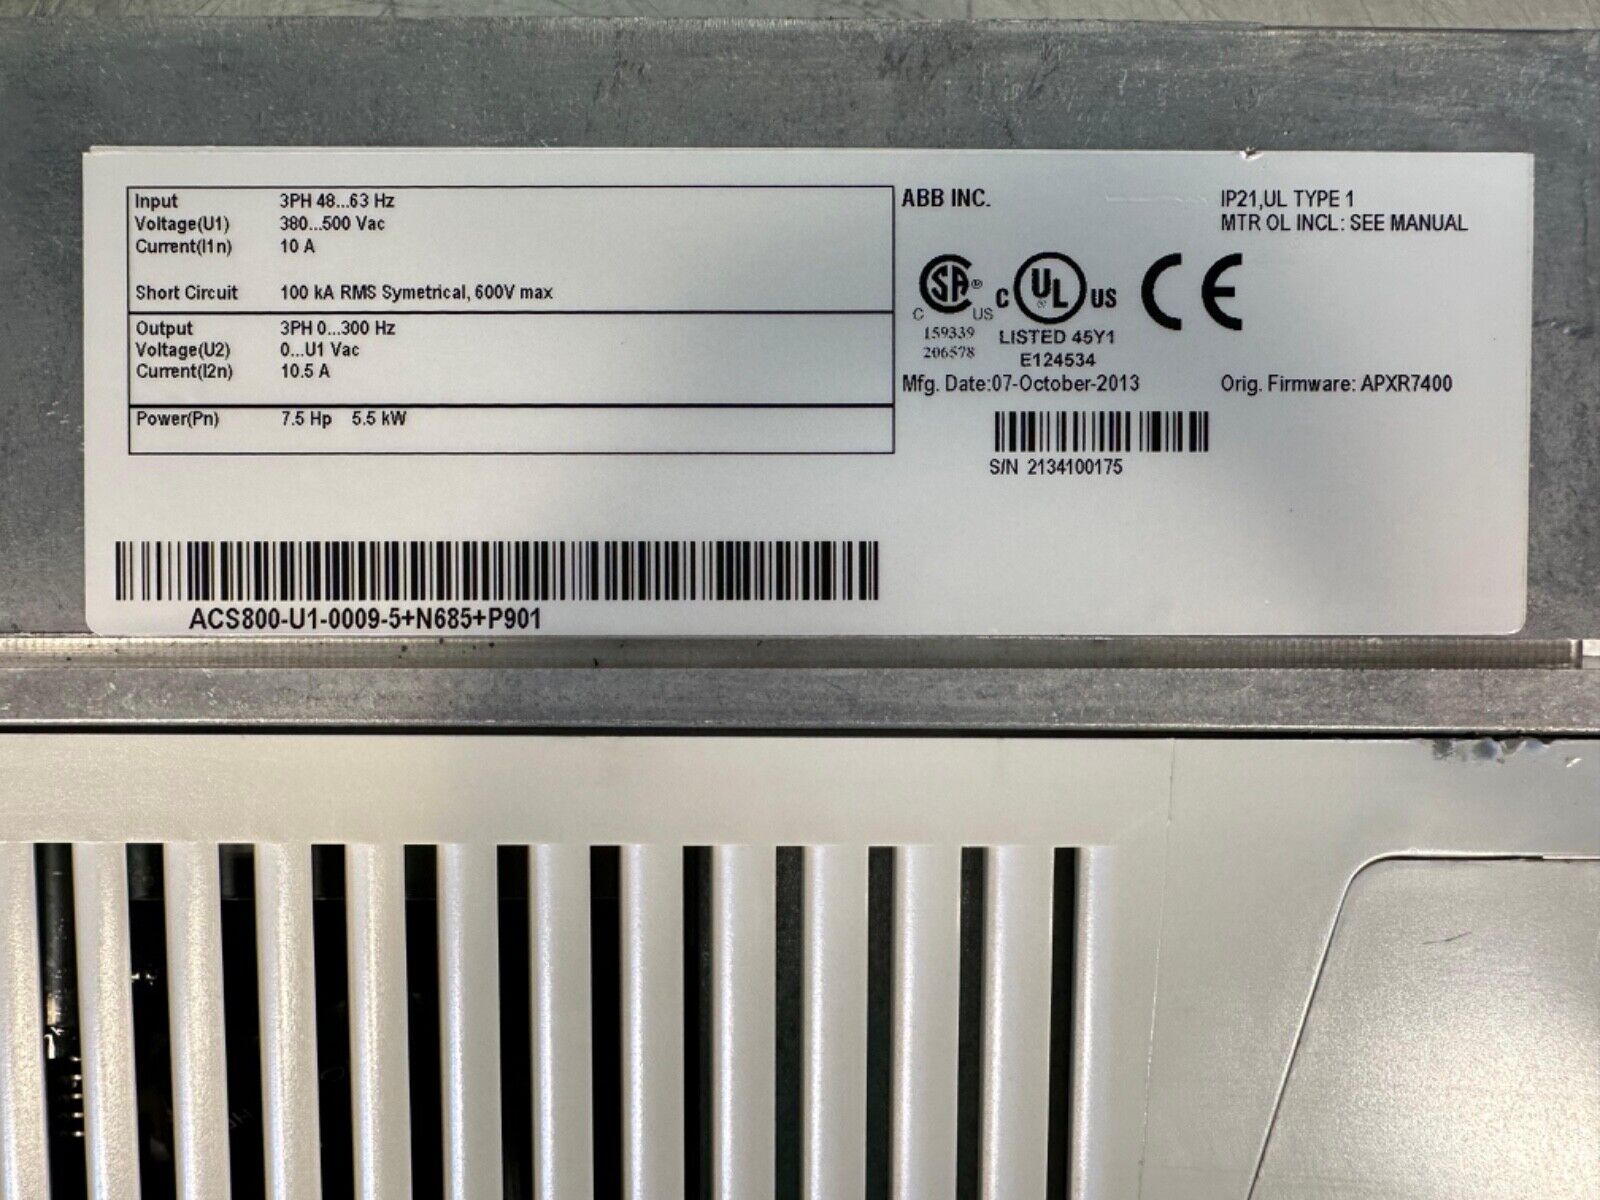 Input 3PH 48...63 Hz
Voltage(U1) 380...500 Vac
Current(I1n) 10 A
Short Circuit 100 kA RMS Symetrical, 600V max
Output 3PH 0...300 Hz
Voltage(U2) 0...U1 Vac
Current(I2n) 10.5 A
Power(Pn) 7.5 Hp 5.5 kW
ABB INC.
IP21,UL TYPE 1
MTR OL INCL: SEE MANUAL
SA®
C US
159339
206578
C UL US
LISTED 45Y1
E124534
CE
Mfg. Date:07-October-2013
Orig. Firmware: APXR7400
S/N 2134100175
ACS800-U1-0009-5+N685+P901